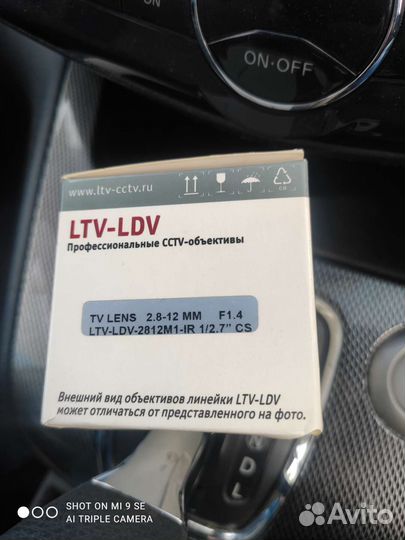 ON
ON·OFF
www.ltv-cctv.ru
LTV-LDV
Профессиональные CCTV-объективы
TV LENS 2.8-12 MM F1.4
LTV-LDV-2812M1-IR 1/2.7" CS
Внешний вид объективов линейки LTV-LDV
может отличаться от представленного на фото.
N
D
L
SHOT ON MI 9 SE
AI TRIPLE CAMERA
Avito